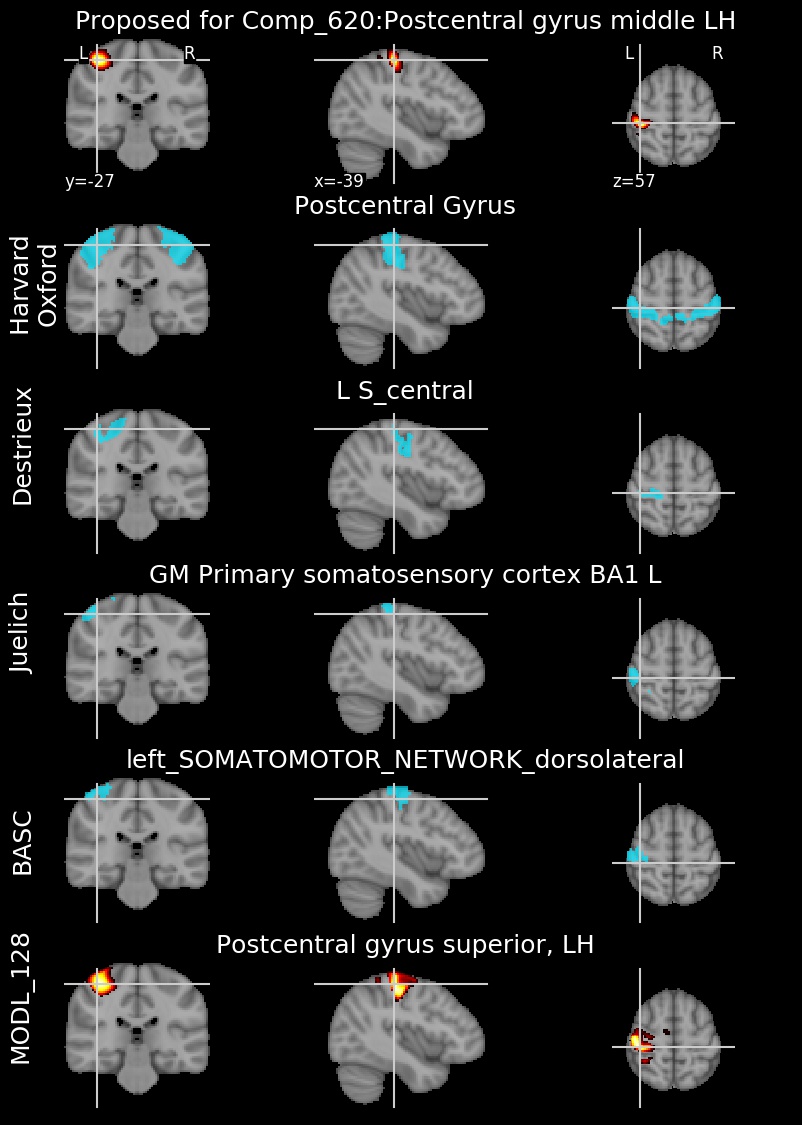 Proposed for Comp_620:Postcentral gyrus middle LH
L R
L R
y=-27
x=-39
z=57
Postcentral Gyrus
Harvard
Oxford
L S_central
Destrieux
GM Primary somatosensory cortex BA1 L
Juelich
left_SOMATOMOTOR_NETWORK_dorsolateral
BASC
Postcentral gyrus superior, LH
MODL_128